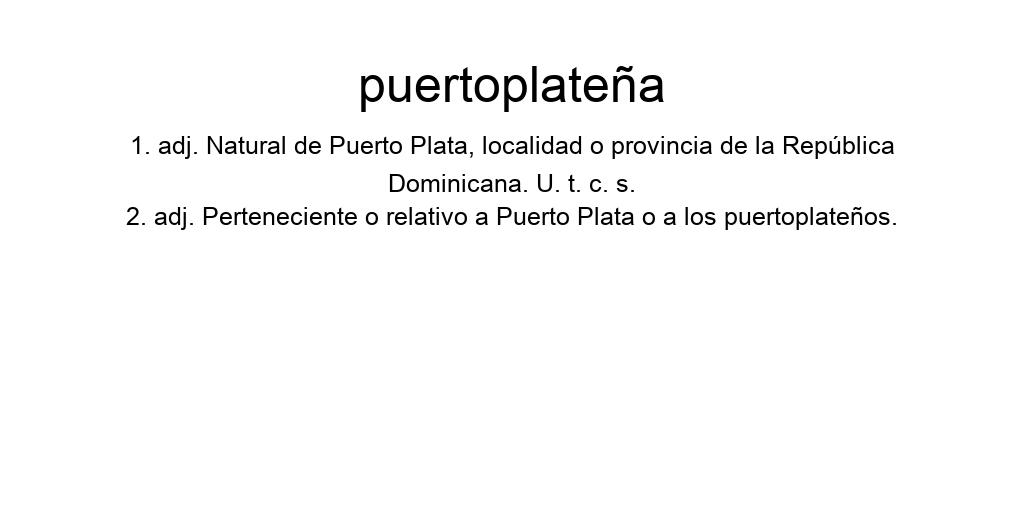 puertoplateña
1. adj. Natural de Puerto Plata, localidad o provincia de la República
Dominicana. U. t. c. s.
2. adj. Perteneciente o relativo a Puerto Plata o a los puertoplateños.